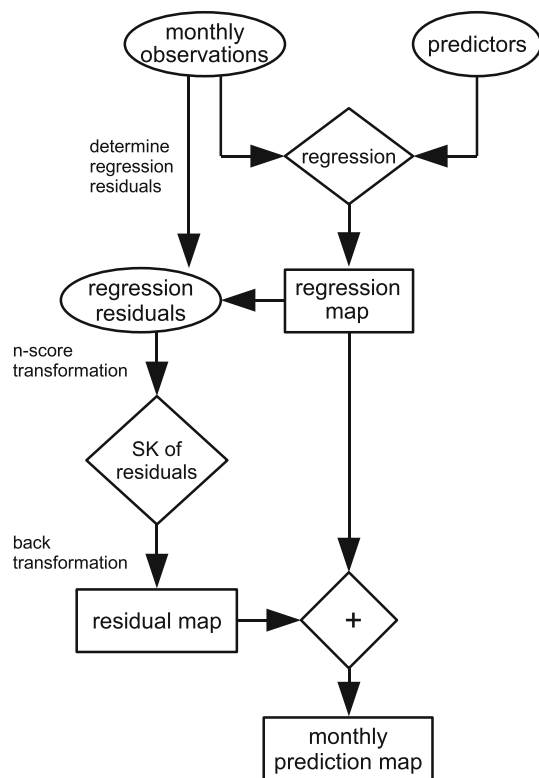 monthly
observations
predictors
determine
regression
residuals
regression
regression
residuals
regression
map
n-score
transformation
SK of
residuals
back
transformation
residual map
+
monthly
prediction map